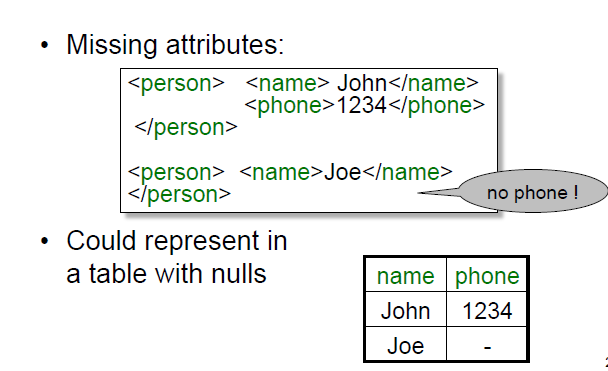 • Missing attributes:
<person> <name> John</name>
<phone>1234</phone>
</person>
<person> <name>Joe</name>
</person>
no phone !
• Could represent in
a table with nulls
name phone
John 1234
Joe -
2